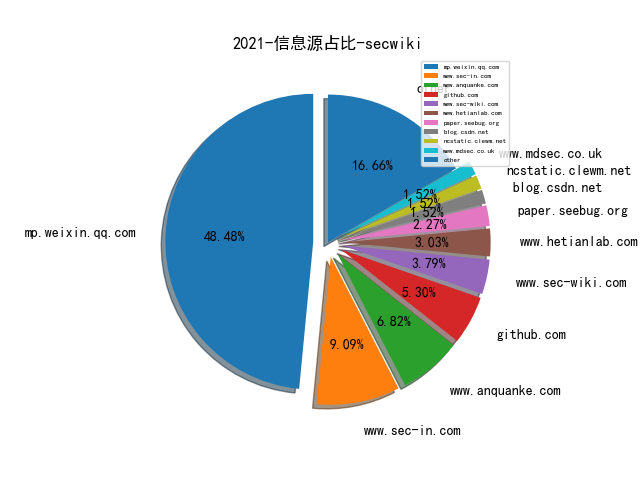 2021-信息源占比-secwiki
mp.weixin.qq.com
www.sec-in.com
www.anquanke.com
github.com
www.sec-wiki.com
www.hetianlab.com
paper.seebug.org
blog.csdn.net
ncstatic.clewm.net
www.mdsec.co.uk
other
other
16.66%
www.mdsec.co.uk
1.52%
ncstatic.clewm.net
1.52%
blog.csdn.net
1.52%
paper.seebug.org
2.27%
www.hetianlab.com
3.03%
www.sec-wiki.com
3.79%
github.com
5.30%
www.anquanke.com
6.82%
www.sec-in.com
9.09%
mp.weixin.qq.com
48.48%